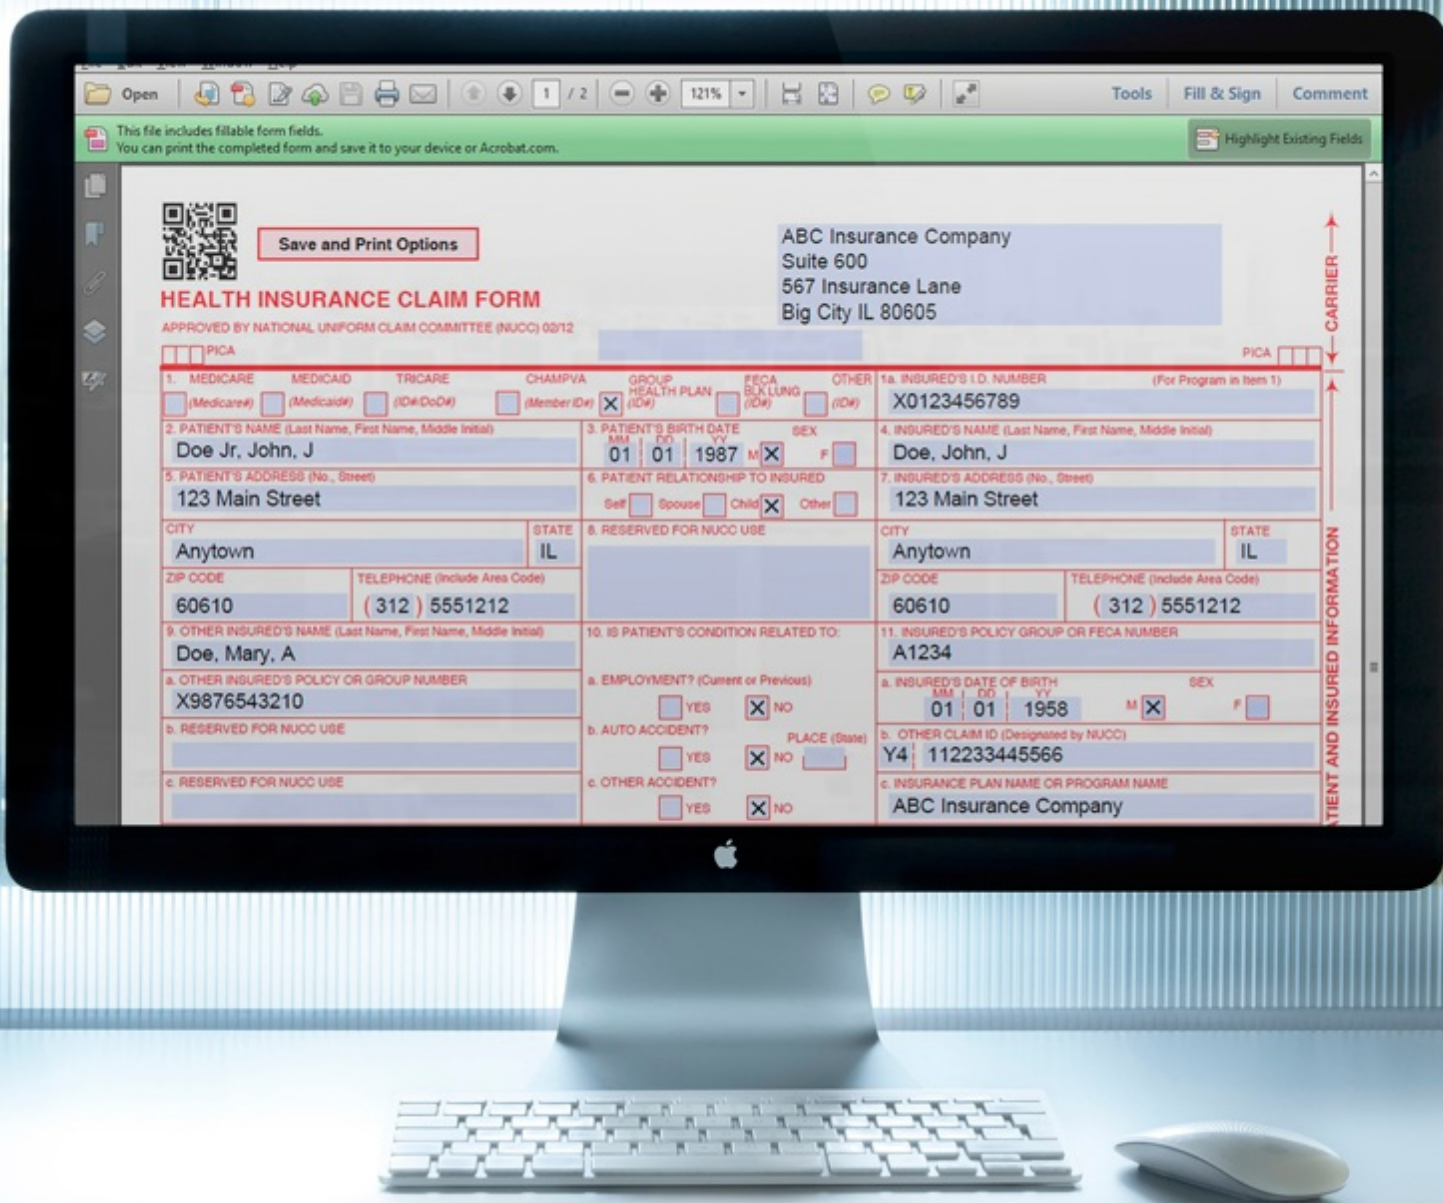 Open
1 / 2
121%
Tools
Fill & Sign
Comment
This file includes fillable form fields.
You can print the completed form and save it to your device or Acrobat.com.
Highlight Existing Fields
Save and Print Options
ABC Insurance Company
Suite 600
567 Insurance Lane
Big City IL 80605
CARRIER
HEALTH INSURANCE CLAIM FORM
APPROVED BY NATIONAL UNIFORM CLAIM COMMITTEE (NUCC) 02/12
PICA
PICA
1. MEDICARE MEDICAID TRICARE CHAMPVA GROUP HEALTH PLAN FECA BLK LUNG OTHER
(Medicare#) (Medicaid#) (ID#/DoD#) (Member ID#) X (ID#) (ID#) (ID#)
1a. INSURED'S I.D. NUMBER (For Program in Item 1)
X0123456789
2. PATIENT'S NAME (Last Name, First Name, Middle Initial)
Doe Jr, John, J
3. PATIENT'S BIRTH DATE SEX
MM DD YY
01 01 1987 M X F
4. INSURED'S NAME (Last Name, First Name, Middle Initial)
Doe, John, J
5. PATIENT'S ADDRESS (No., Street)
123 Main Street
6. PATIENT RELATIONSHIP TO INSURED
Self Spouse Child X Other
7. INSURED'S ADDRESS (No., Street)
123 Main Street
CITY STATE
Anytown IL
8. RESERVED FOR NUCC USE
CITY STATE
Anytown IL
ZIP CODE TELEPHONE (Include Area Code)
60610 (312) 5551212
ZIP CODE TELEPHONE (Include Area Code)
60610 (312) 5551212
9. OTHER INSURED'S NAME (Last Name, First Name, Middle Initial)
Doe, Mary, A
10. IS PATIENT'S CONDITION RELATED TO:
11. INSURED'S POLICY GROUP OR FECA NUMBER
A1234
a. OTHER INSURED'S POLICY OR GROUP NUMBER
X9876543210
a. EMPLOYMENT? (Current or Previous)
YES X NO
a. INSURED'S DATE OF BIRTH SEX
MM DD YY
01 01 1958 M X F
b. RESERVED FOR NUCC USE
b. AUTO ACCIDENT? PLACE (State)
YES X NO
b. OTHER CLAIM ID (Designated by NUCC)
Y4 112233445566
c. RESERVED FOR NUCC USE
c. OTHER ACCIDENT?
YES X NO
c. INSURANCE PLAN NAME OR PROGRAM NAME
ABC Insurance Company
TIENT AND INSURED INFORMATION